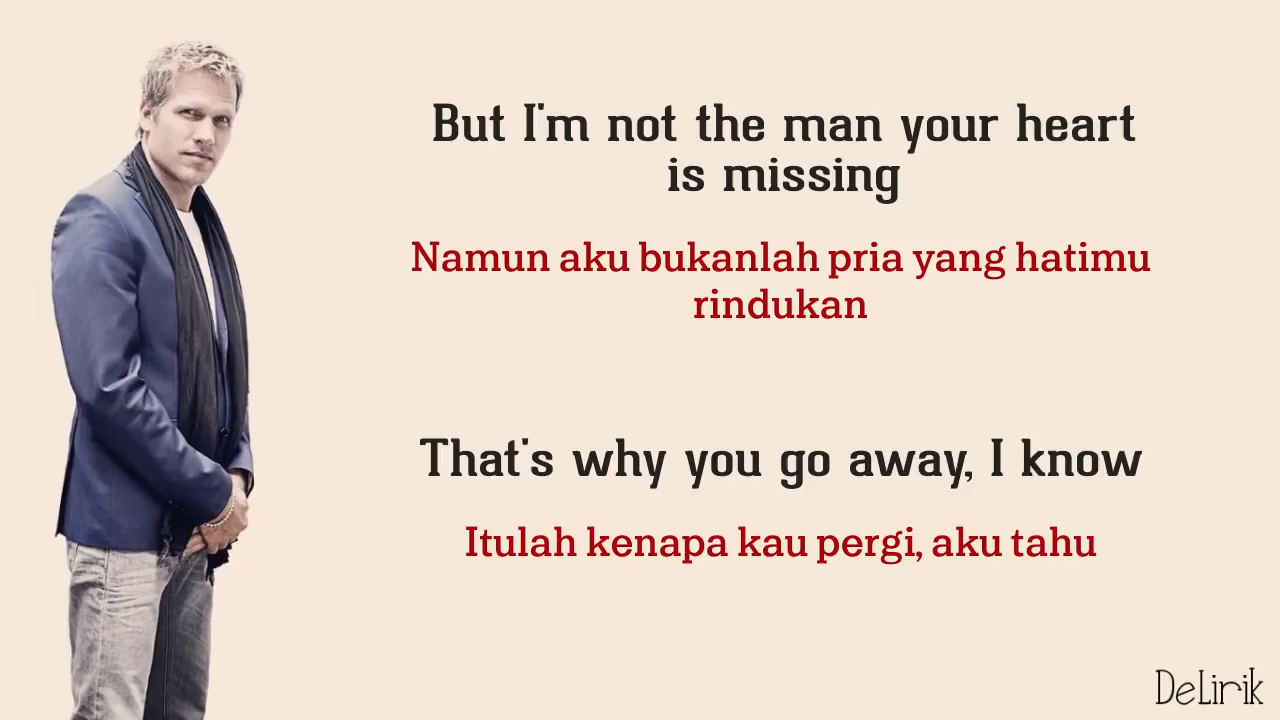 But I'm not the man your heart
is missing
Namun aku bukanlah pria yang hatimu
rindukan
That's why you go away, I know
Itulah kenapa kau pergi, aku tahu
DeLirik